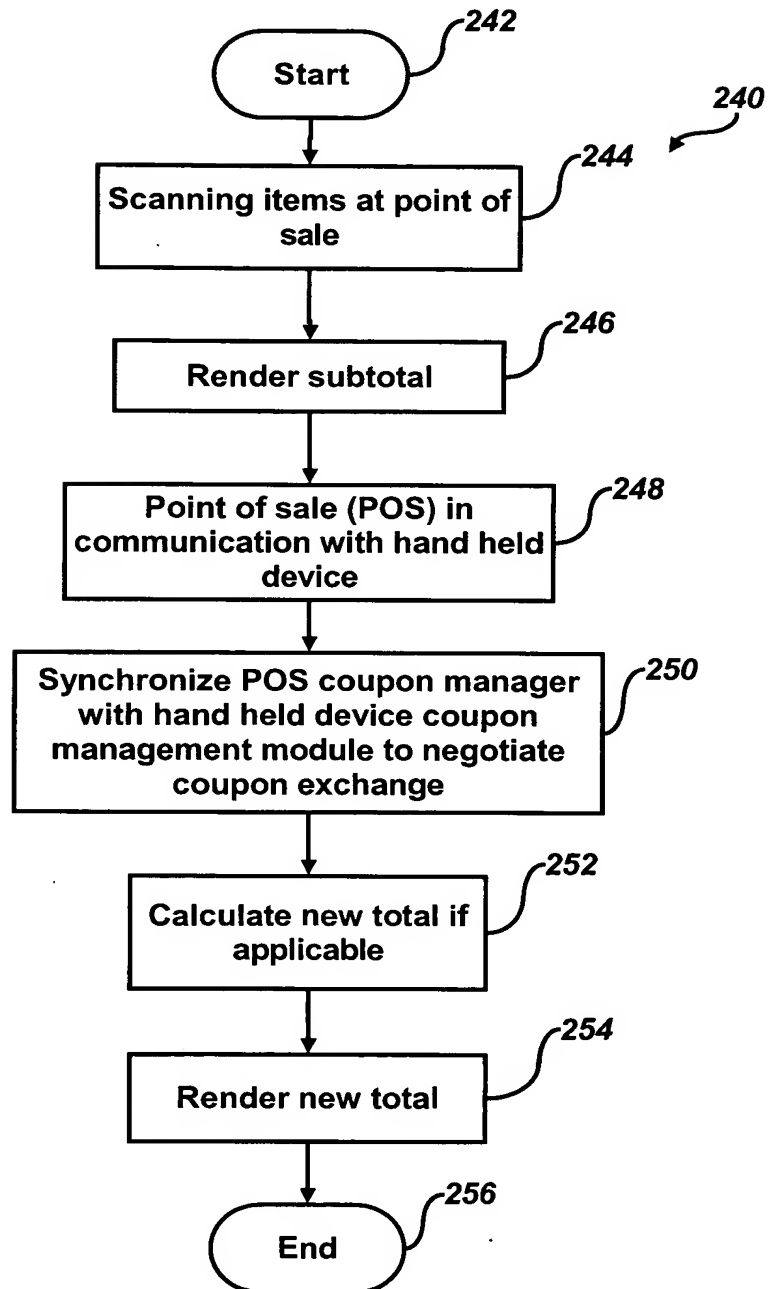 242
Start
240
244
Scanning items at point of
sale
246
Render subtotal
248
Point of sale (POS) in
communication with hand held
device
250
Synchronize POS coupon manager
with hand held device coupon
management module to negotiate
coupon exchange
252
Calculate new total if
applicable
254
Render new total
256
End